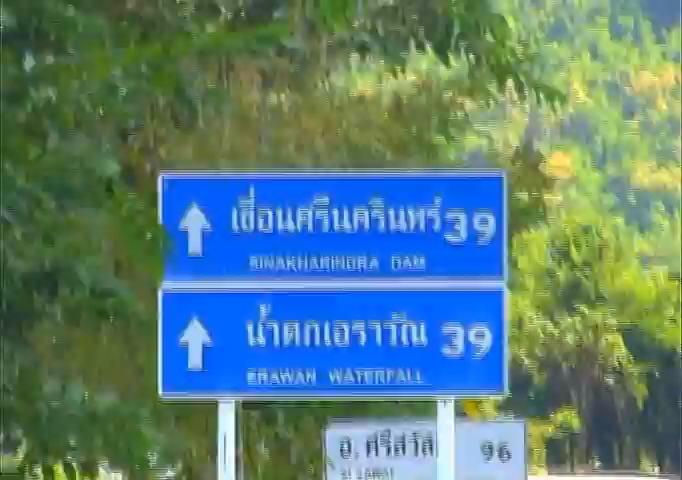 เขื่อนศรีนครินทร์ 39
SINAKHARINDRA DAM
น้ำตกเอราวัณ 39
ERAWAN WATERFALL
อ. ศรีสวัส 96